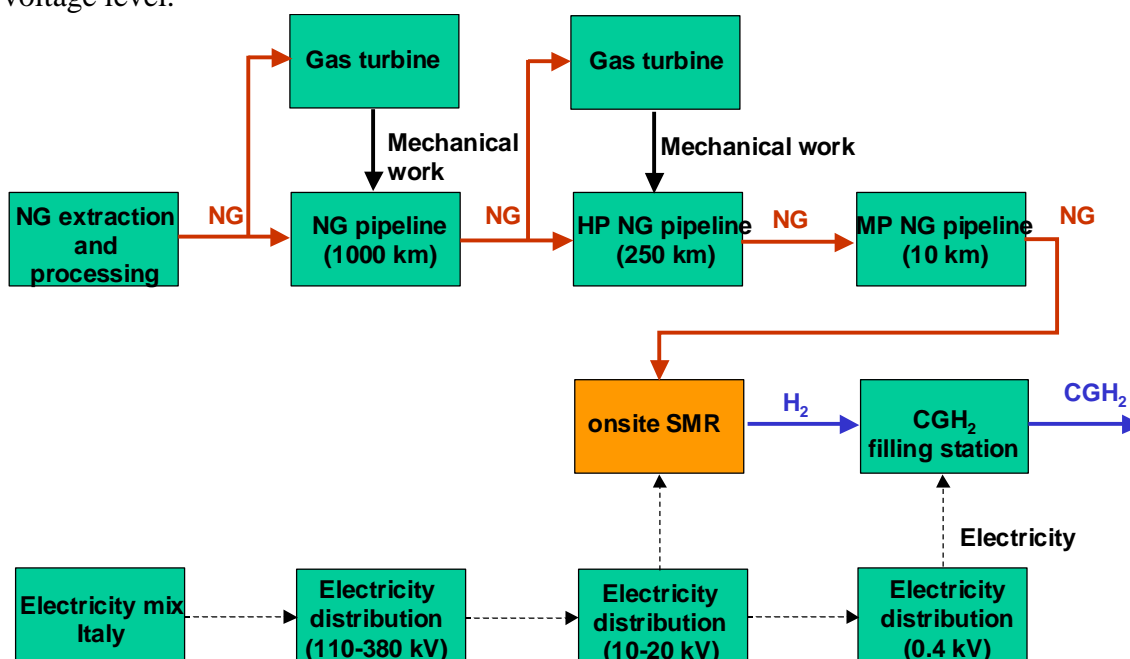 voltage level.
Gas turbine
Gas turbine
Mechanical
work
Mechanical work
NG extraction
and
processing
NG
NG pipeline
(1000 km)
NG
HP NG pipeline
(250 km)
NG
MP NG pipeline
(10 km)
NG
onsite SMR
H2
CGH2
filling station
CGH2
Electricity
Electricity mix
Italy
Electricity
distribution
(110-380 kV)
Electricity
distribution
(10-20 kV)
Electricity
distribution
(0.4 kV)